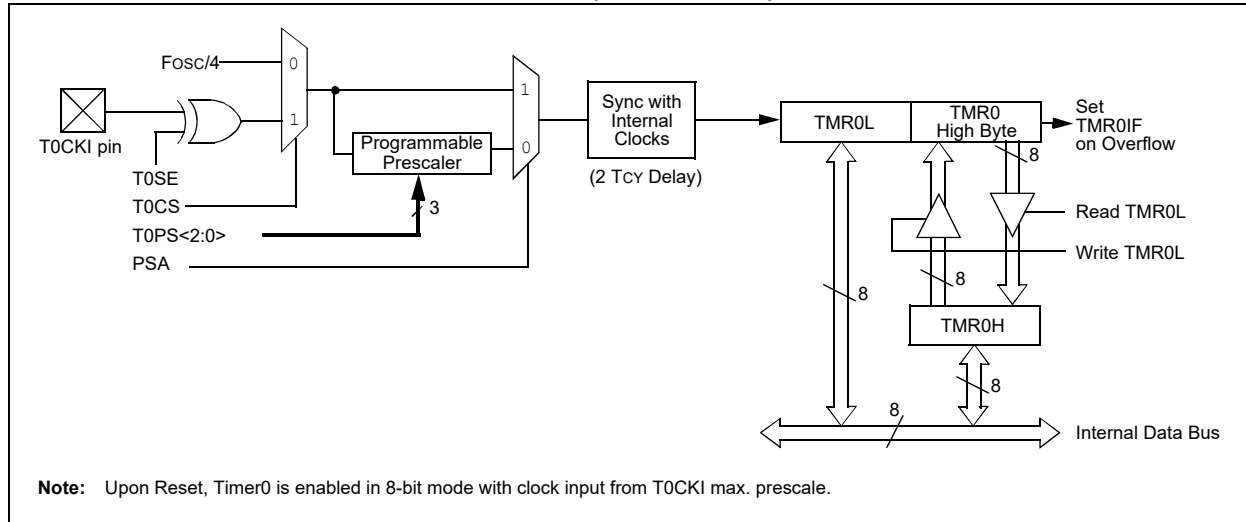 Fosc/4
0
1
T0CKI pin
T0SE
T0CS
T0PS<2:0>
PSA
Programmable
Prescaler
3
1
0
Sync with
Internal
Clocks
(2 TCY Delay)
TMR0L
TMR0
High Byte
8
Set
TMR0IF
on Overflow
Read TMR0L
Write TMR0L
8
8
TMR0H
8
8
Internal Data Bus
Note: Upon Reset, Timer0 is enabled in 8-bit mode with clock input from T0CKI max. prescale.